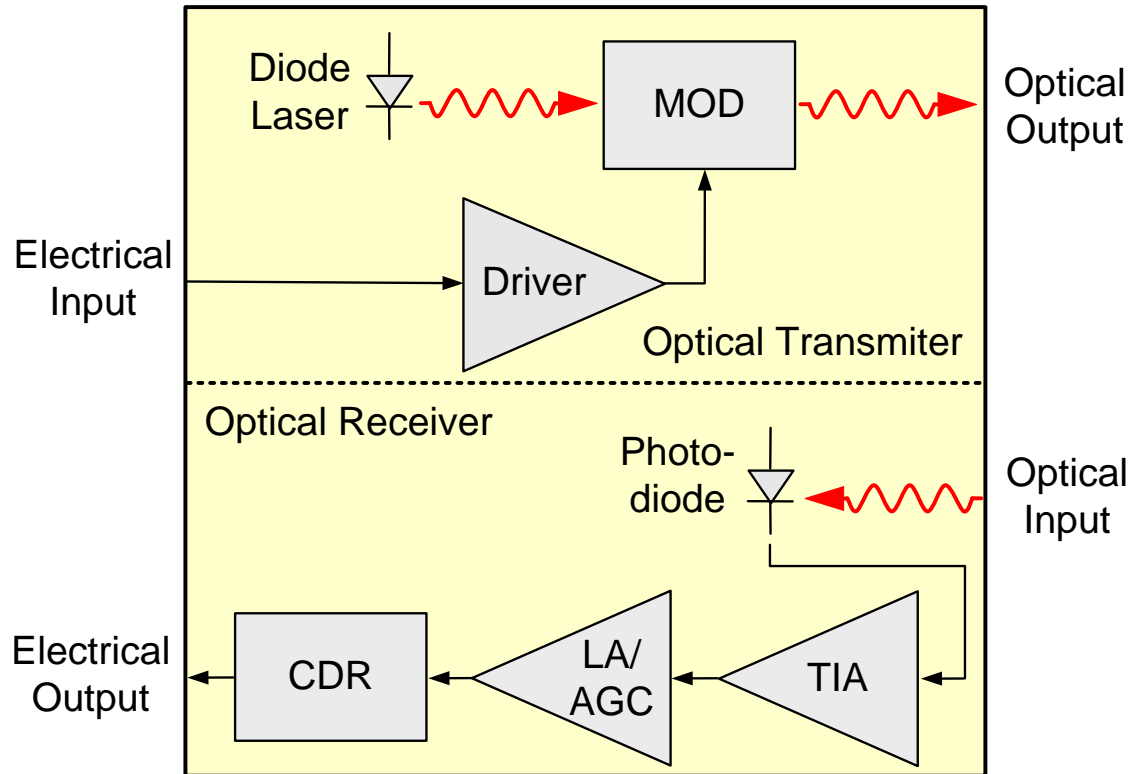 Diode
Laser
MOD
Optical
Output
Electrical
Input
Driver
Optical Transmiter
Optical Receiver
Photo-
diode
Optical
Input
Electrical
Output
CDR
LA/
AGC
TIA